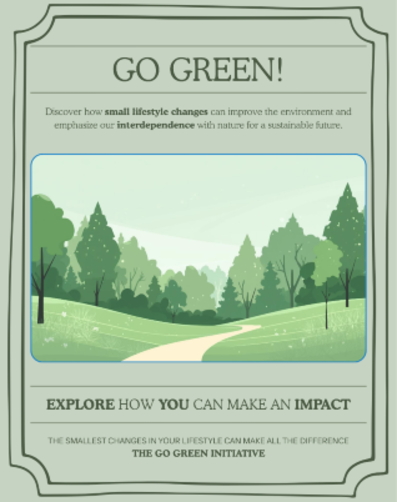 GO GREEN!
Discover how small lifestyle changes can improve the environment and
emphasize our interdependence with nature for a sustainable future.
EXPLORE HOW YOU CAN MAKE AN IMPACT
THE SMALLEST CHANGES IN YOUR LIFESTYLE CAN MAKE ALL THE DIFFERENCE
THE GO GREEN INITIATIVE